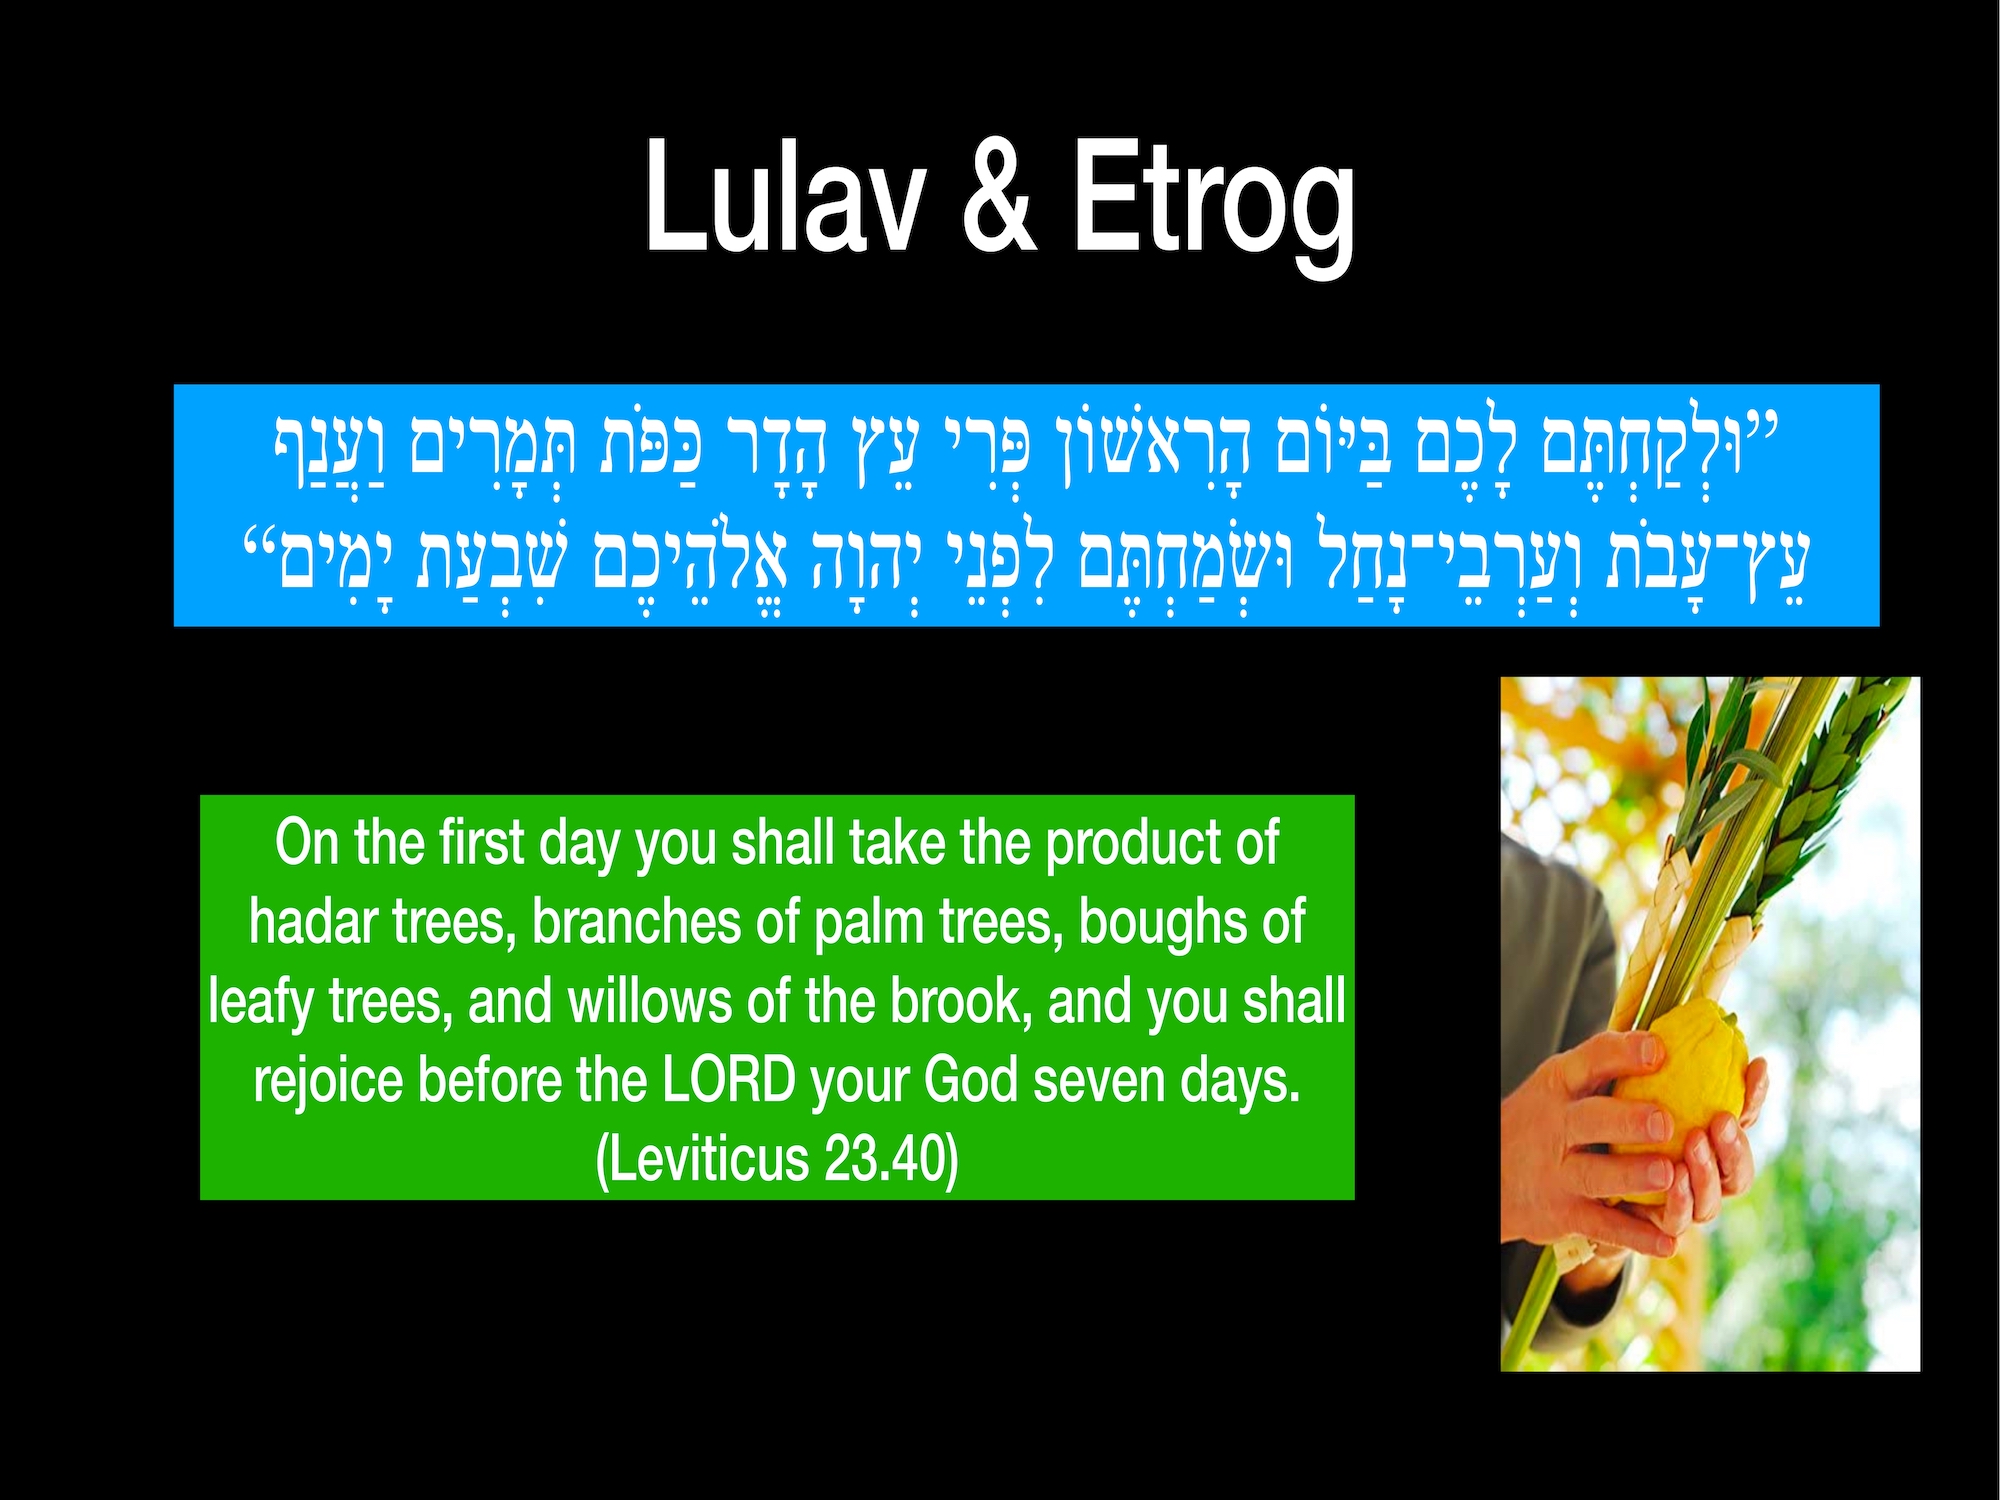 Lulav & Etrog
”וּלְקַחְתֶּם לָכֶם בַּיּוֹם הָרִאשׁוֹן פְּרִי עֵץ הָדָר כַּפֹּת תְּמָרִים וַעֲנַף
עֵץ־עָבֹת וְעַרְבֵי־נָחַל וּשְׂמַחְתֶּם לִפְנֵי יְהוָה אֱלֹהֵיכֶם שִׁבְעַת יָמִים“
On the first day you shall take the product of
hadar trees, branches of palm trees, boughs of
leafy trees, and willows of the brook, and you shall
rejoice before the LORD your God seven days.
(Leviticus 23.40)